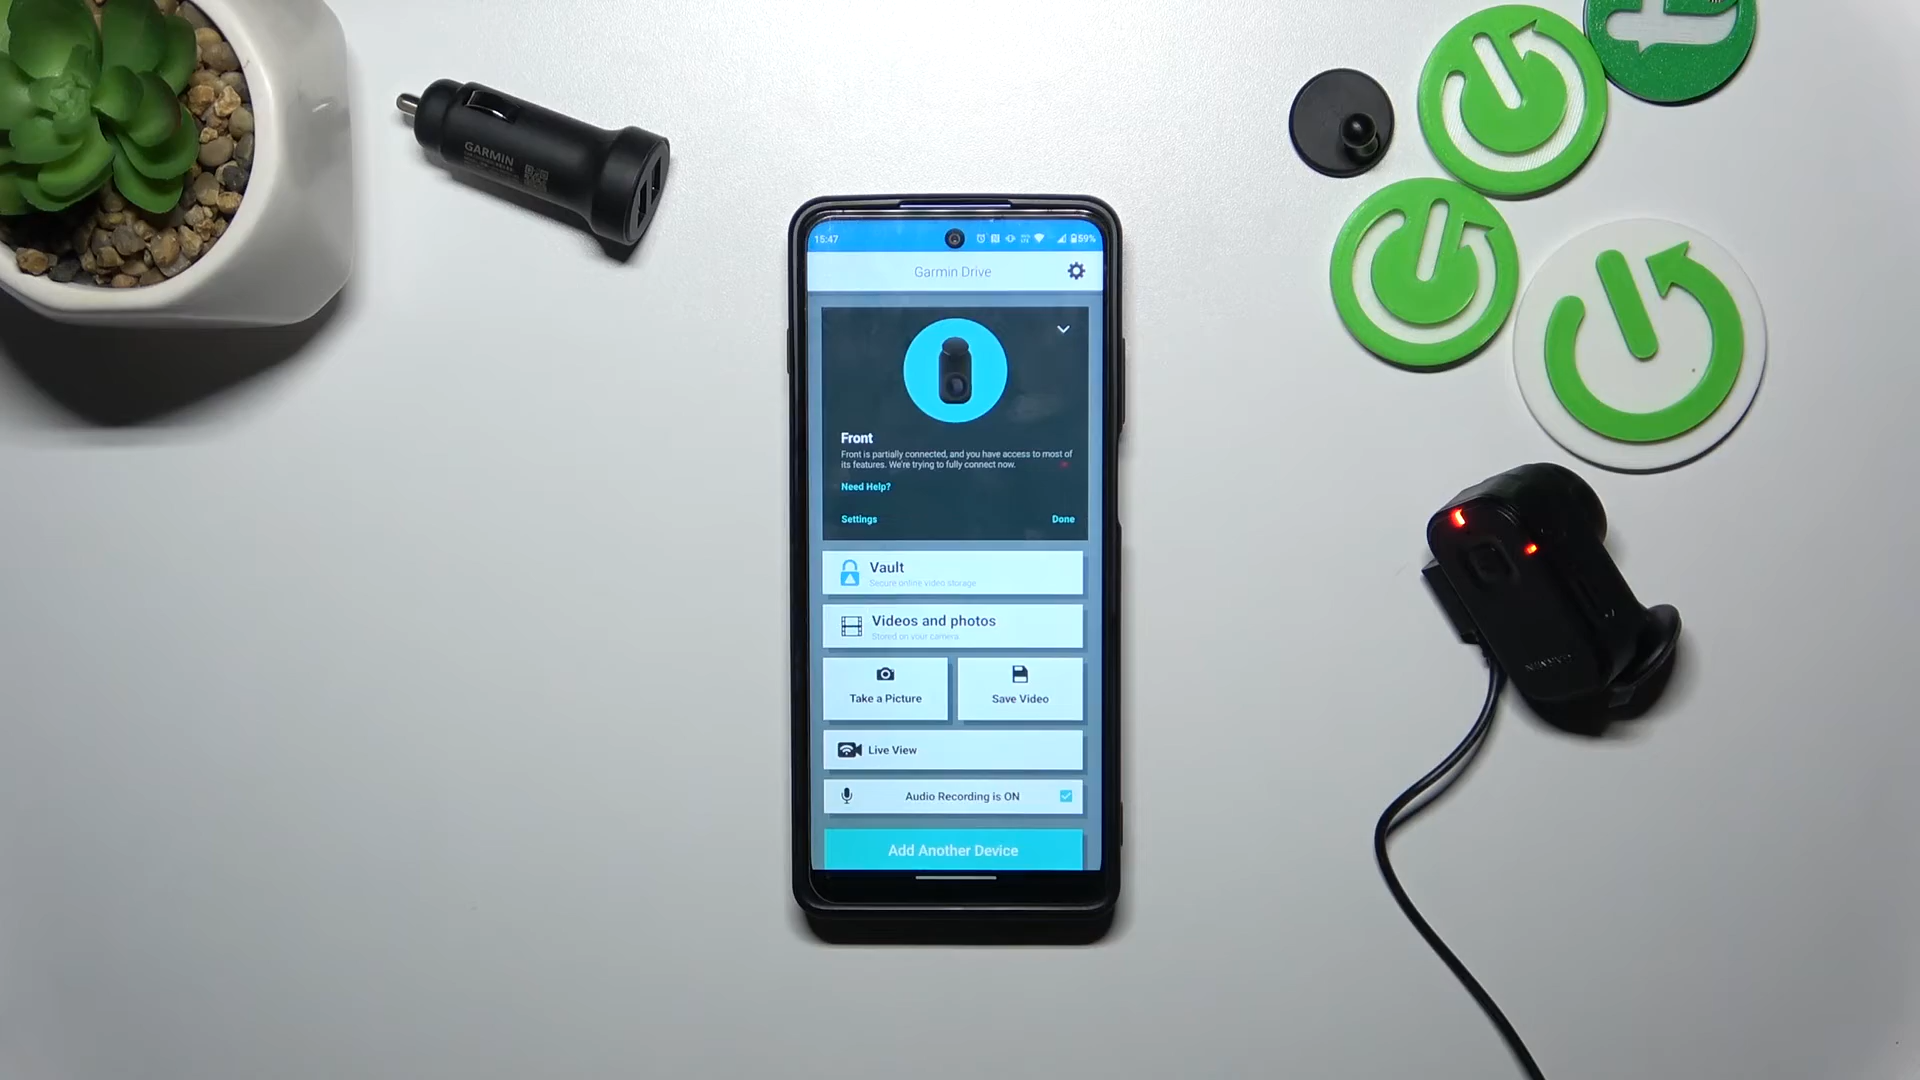 GARMIN
15:47
59%
Garmin Drive
Front
Front is partially connected, and you have access to most of
its features. We're trying to fully connect now.
Need Help?
Settings
Done
Vault
Secure online video storage
Videos and photos
Stored on your camera
Take a Picture
Save Video
Live View
Audio Recording is ON
Add Another Device
GARMIN